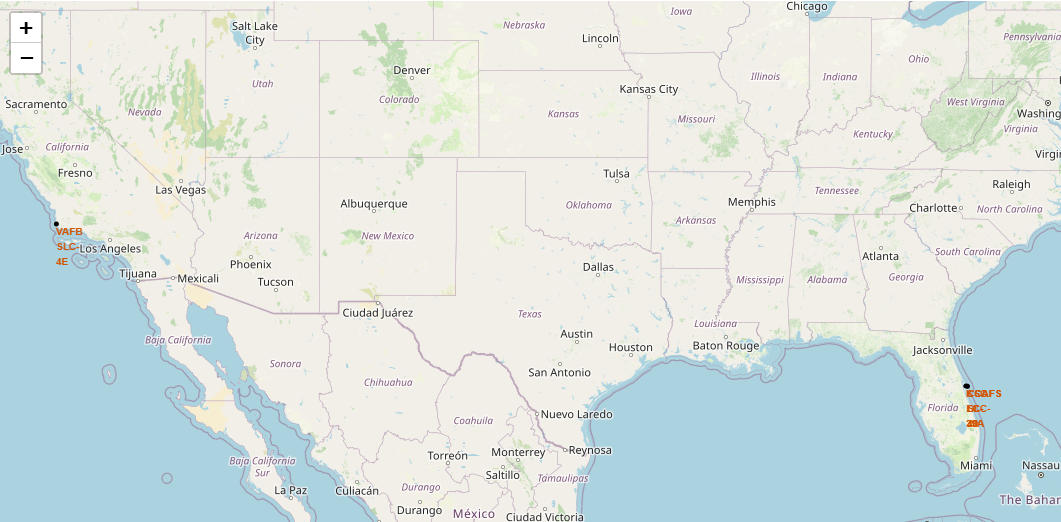 +
−
Chicago
Iowa
Nebraska
Salt Lake
City
Lincoln
Pennsylvania
Ohio
Denver
Utah
Illinois
Indiana
Kansas City
Colorado
Sacramento
Nevada
Kansas
West Virginia
Washing
Missouri
Kentucky
Virginia
California
Jose
Virgin
Fresno
Tulsa
Las Vegas
Raleigh
Tennessee
Albuquerque
Oklahoma
Memphis
Charlotte
North Carolina
Arkansas
VAFB
SLC-
4E
Los Angeles
Arizona
New Mexico
South Carolina
Atlanta
Phoenix
Dallas
Tijuana
Mexicali
Tucson
Mississippi
Alabama
Georgia
Ciudad Juárez
Texas
Louisiana
Austin
Baja California
Houston
Baton Rouge
Jacksonville
Sonora
San Antonio
Chihuahua
Florida
Nuevo Laredo
Coahuila
Reynosa
Torreón
Monterrey
Baja California
Sur
Saltillo
Tamaulipas
Miami
Nassau
La Paz
Culiacán
Durango
Durango
México
Ciudad Victoria
The Bahar